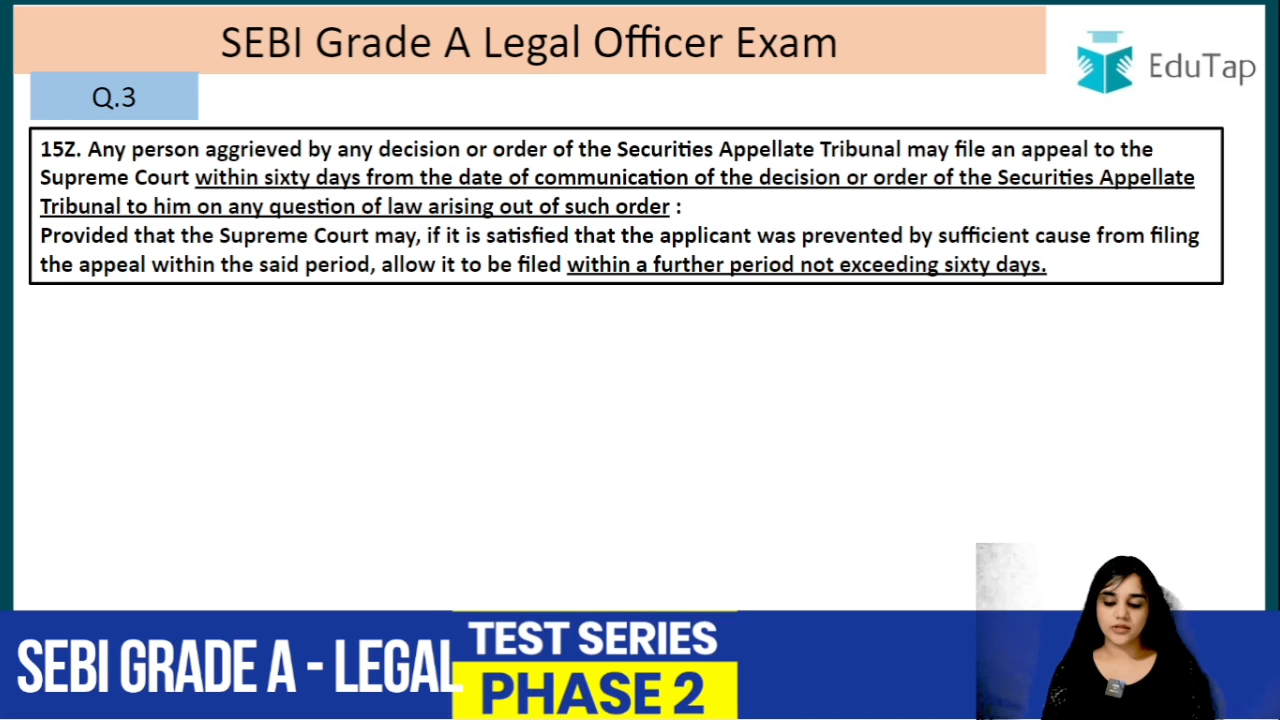 SEBI Grade A Legal Officer Exam
EduTap
Q.3
15Z. Any person aggrieved by any decision or order of the Securities Appellate Tribunal may file an appeal to the
Supreme Court within sixty days from the date of communication of the decision or order of the Securities Appellate
Tribunal to him on any question of law arising out of such order :
Provided that the Supreme Court may, if it is satisfied that the applicant was prevented by sufficient cause from filing
the appeal within the said period, allow it to be filed within a further period not exceeding sixty days.
SEBI GRADE A - LEGAL
TEST SERIES
PHASE 2